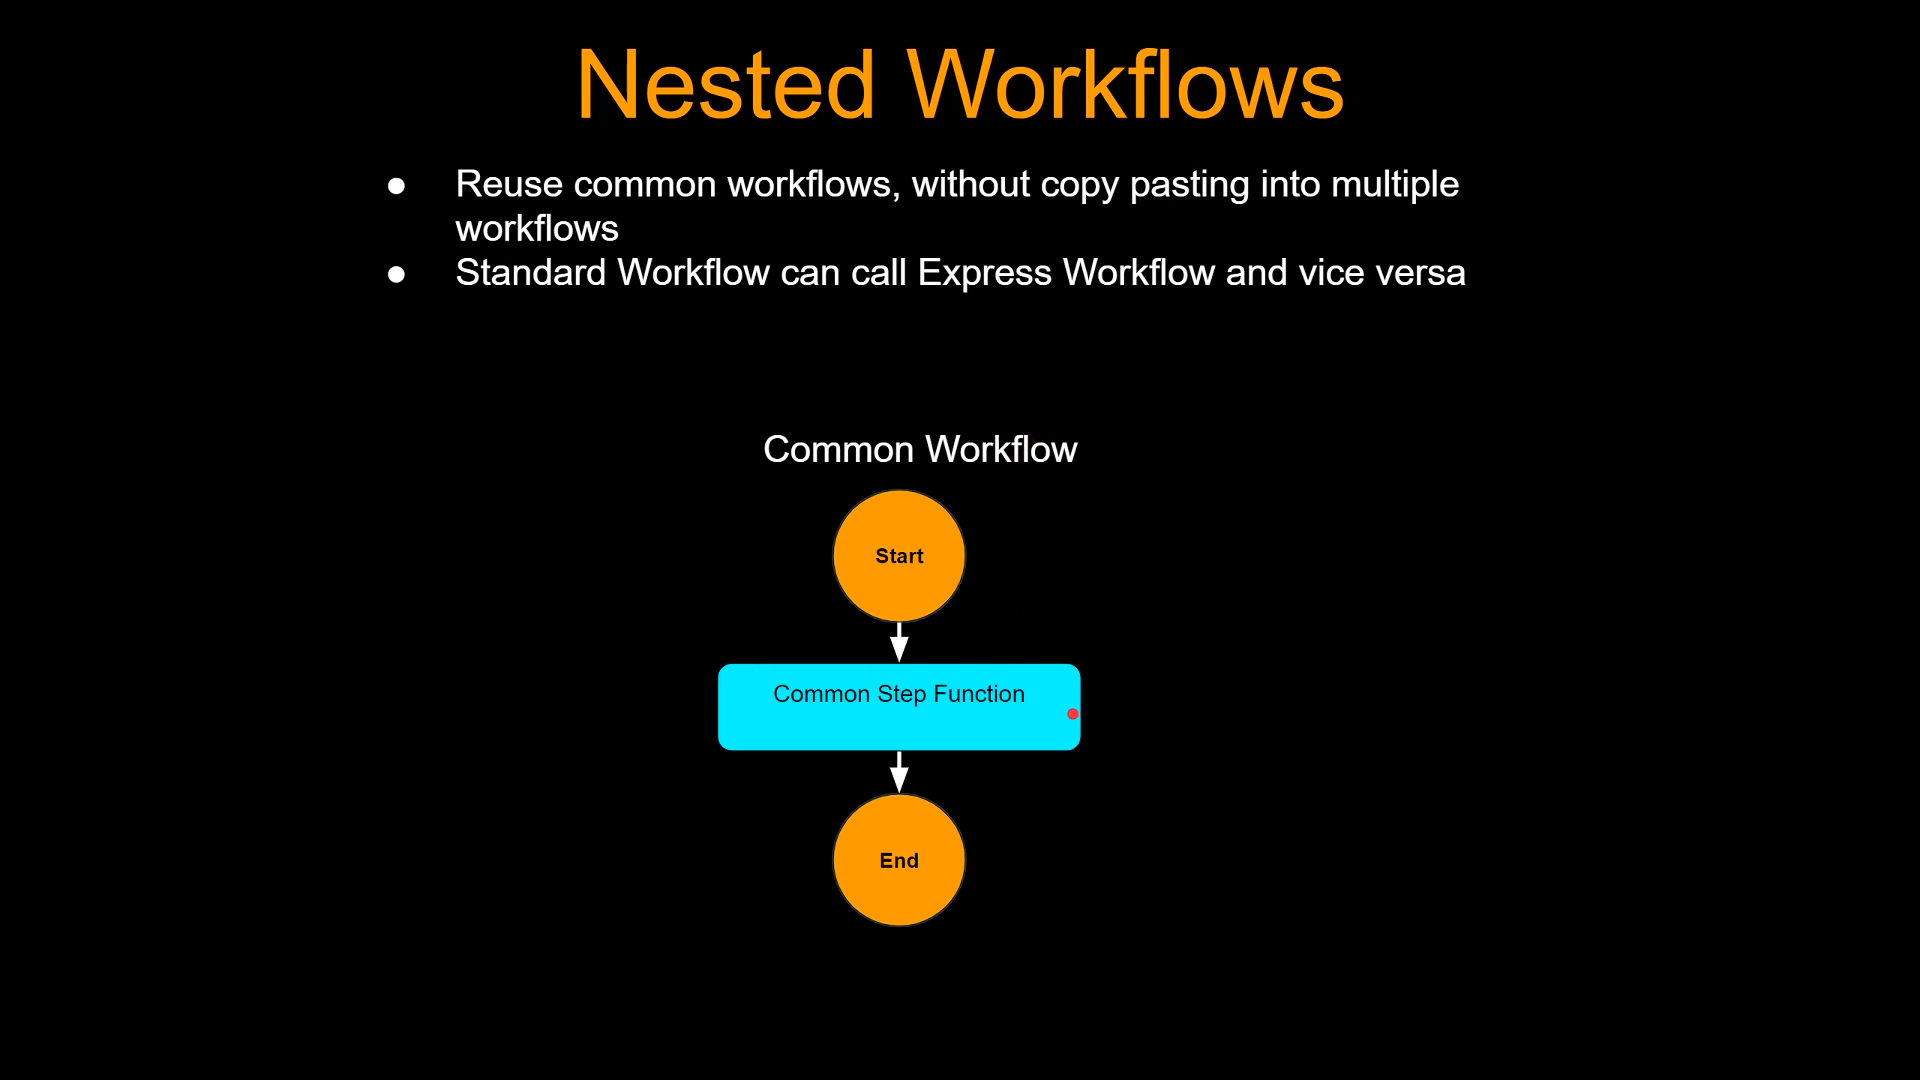 Nested Workflows
● Reuse common workflows, without copy pasting into multiple
workflows
● Standard Workflow can call Express Workflow and vice versa
Common Workflow
Start
Common Step Function
End